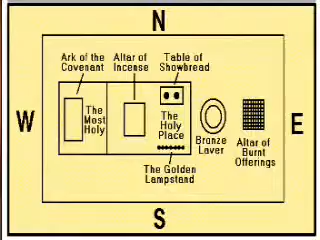 N
Ark of the
Covenant
Altar of
Incense
Table of
Showbread
W
The
Most
Holy
The
Holy
Place
E
Bronze
Laver
Altar of
Burnt
Offerings
The Golden
Lampstand
S